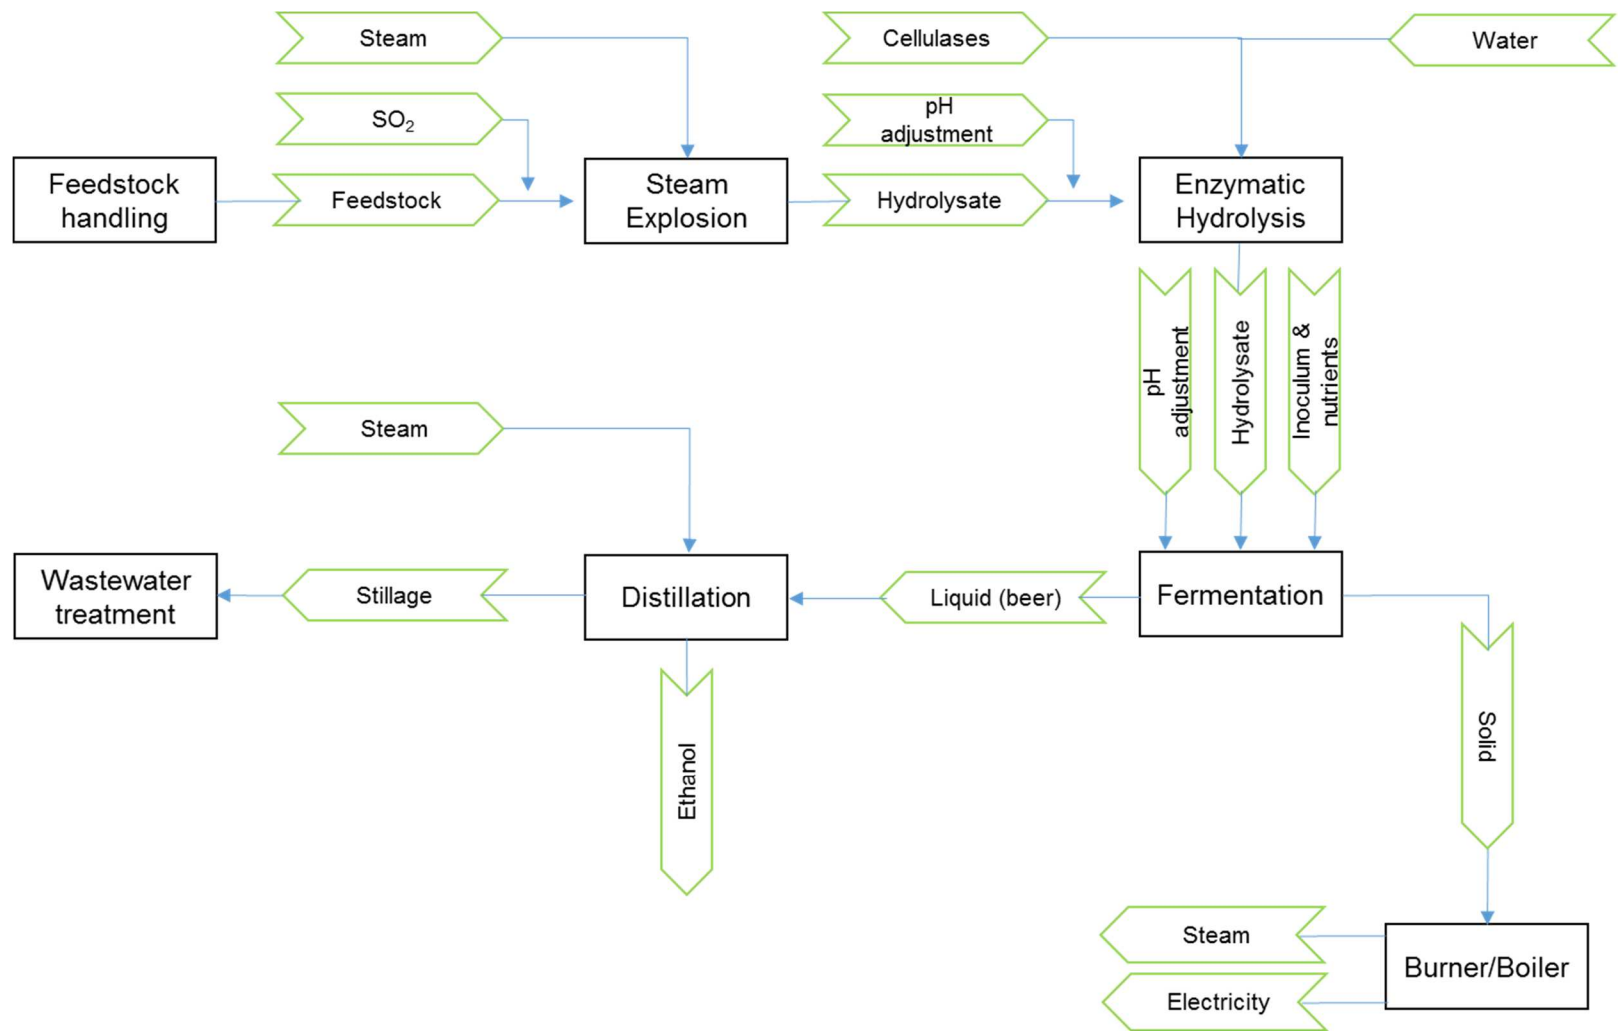 Steam
Cellulases
Water
SO₂
pH
adjustment
Feedstock
handling
Feedstock
Steam
Explosion
Hydrolysate
Enzymatic
Hydrolysis
pH
adjustment
Hydrolysate
Inoculum &
nutrients
Steam
Wastewater
treatment
Stillage
Distillation
Liquid (beer)
Fermentation
Ethanol
Solid
Steam
Burner/Boiler
Electricity